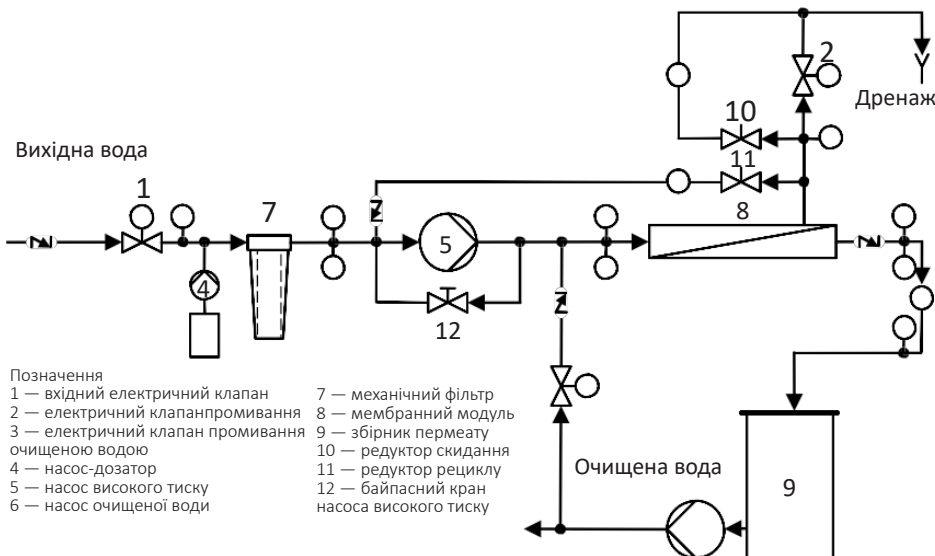 2
Дренаж
10
Вихідна вода
11
1
7
8
5
4
12
Позначення
1 — вхідний електричний клапан
2 — електричний клапанпромивання
3 — електричний клапан промивання
очищеною водою
4 — насос-дозатор
5 — насос високого тиску
6 — насос очищеної води
7 — механічний фільтр
8 — мембранний модуль
9 — збірник пермеату
10 — редуктор скидання
11 — редуктор рециклу
12 — байпасний кран
насоса високого тиску
Очищена вода
9